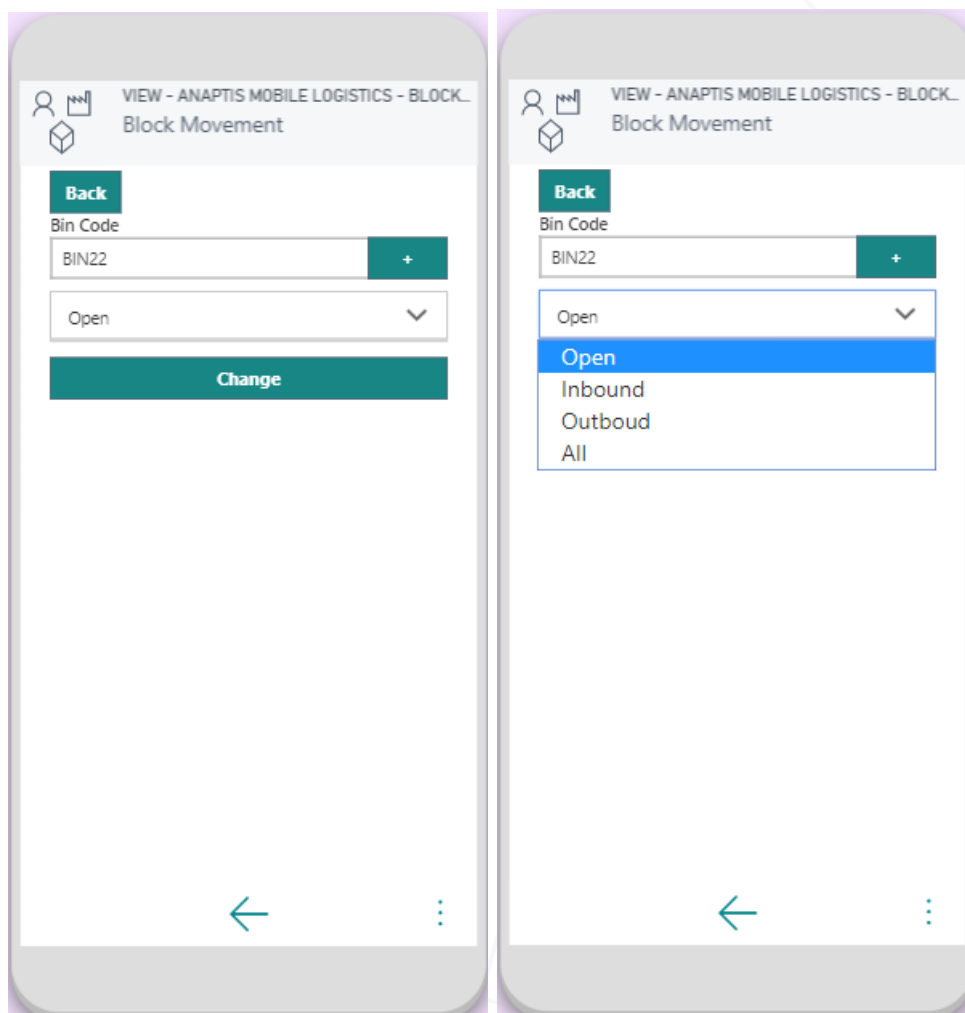 VIEW - ANAPTIS MOBILE LOGISTICS - BLOCK...
Block Movement
Back
Bin Code
BIN22
+
Open
Change
VIEW - ANAPTIS MOBILE LOGISTICS - BLOCK...
Block Movement
Back
Bin Code
BIN22
+
Open
Open
Inbound
Outboud
All